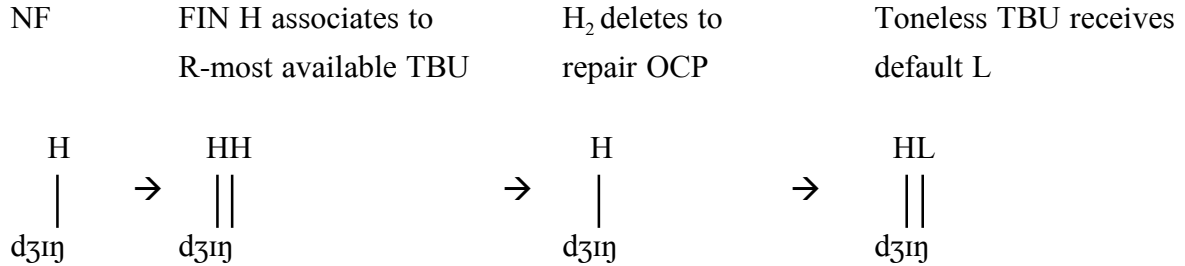 NF FIN H associates to H₂ deletes to Toneless TBU receives
R-most available TBU repair OCP default L
H → HH → H → HL
dʒɪŋ dʒɪŋ dʒɪŋ dʒɪŋ